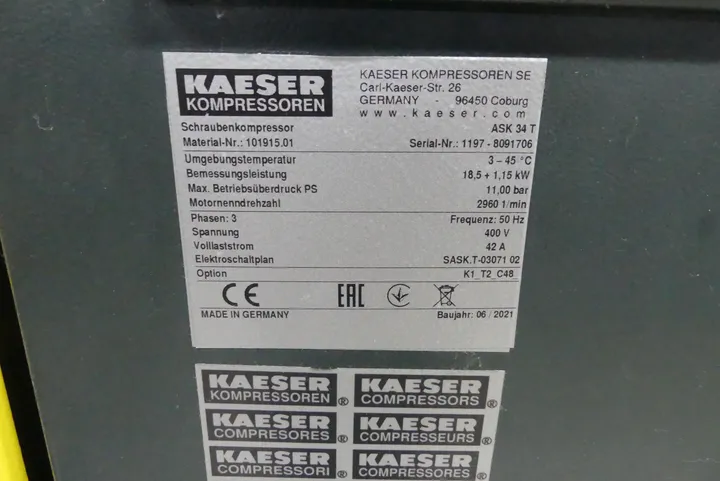 KAESER
KOMPRESSOREN
KAESER KOMPRESSOREN SE
Carl-Kaeser-Str. 26
GERMANY - 96450 Coburg
www.kaeser.com
Schraubenkompressor ASK 34 T
Material-Nr.: 101915.01 Serial-Nr.: 1197 - 8091706
Umgebungstemperatur 3 – 45 °C
Bemessungsleistung 18,5 + 1,15 kW
Max. Betriebsüberdruck PS 11,00 bar
Motornenndrehzahl 2960 1/min
Phasen: 3 Frequenz: 50 Hz
Spannung 400 V
Volllaststrom 42 A
Elektroschaltplan SASK.T-03071 02
Option K1_T2_C48
CE EAC
MADE IN GERMANY Baujahr: 06 / 2021
KAESER KOMPRESSOREN ® KAESER COMPRESSORS ®
KAESER COMPRESORES ® KAESER COMPRESSEURS ®
KAESER COMPRESSORI ® KAESER COMPRESSORES ®